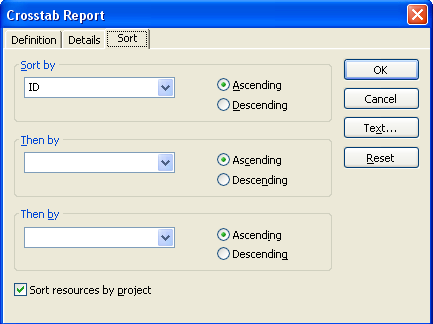 Crosstab Report
Definition Details Sort
Sort by
ID
Ascending
Descending
Then by
Ascending
Descending
Then by
Ascending
Descending
Sort resources by project
OK
Cancel
Text...
Reset